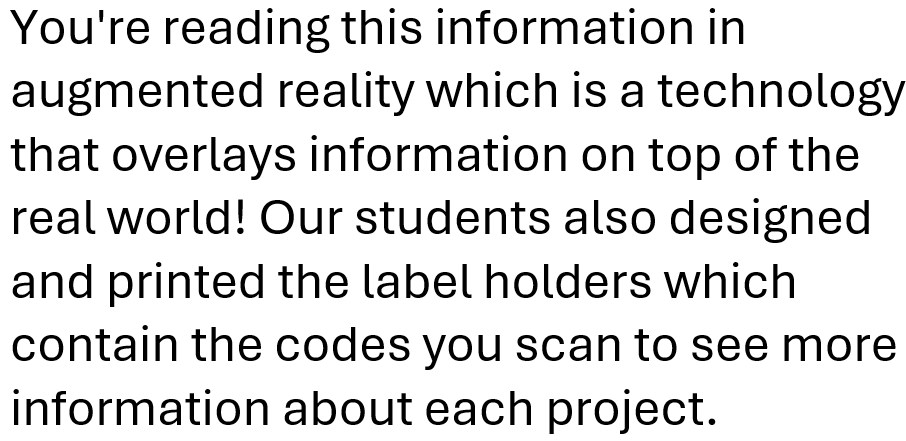 You're reading this information in
augmented reality which is a technology
that overlays information on top of the
real world! Our students also designed
and printed the label holders which
contain the codes you scan to see more
information about each project.